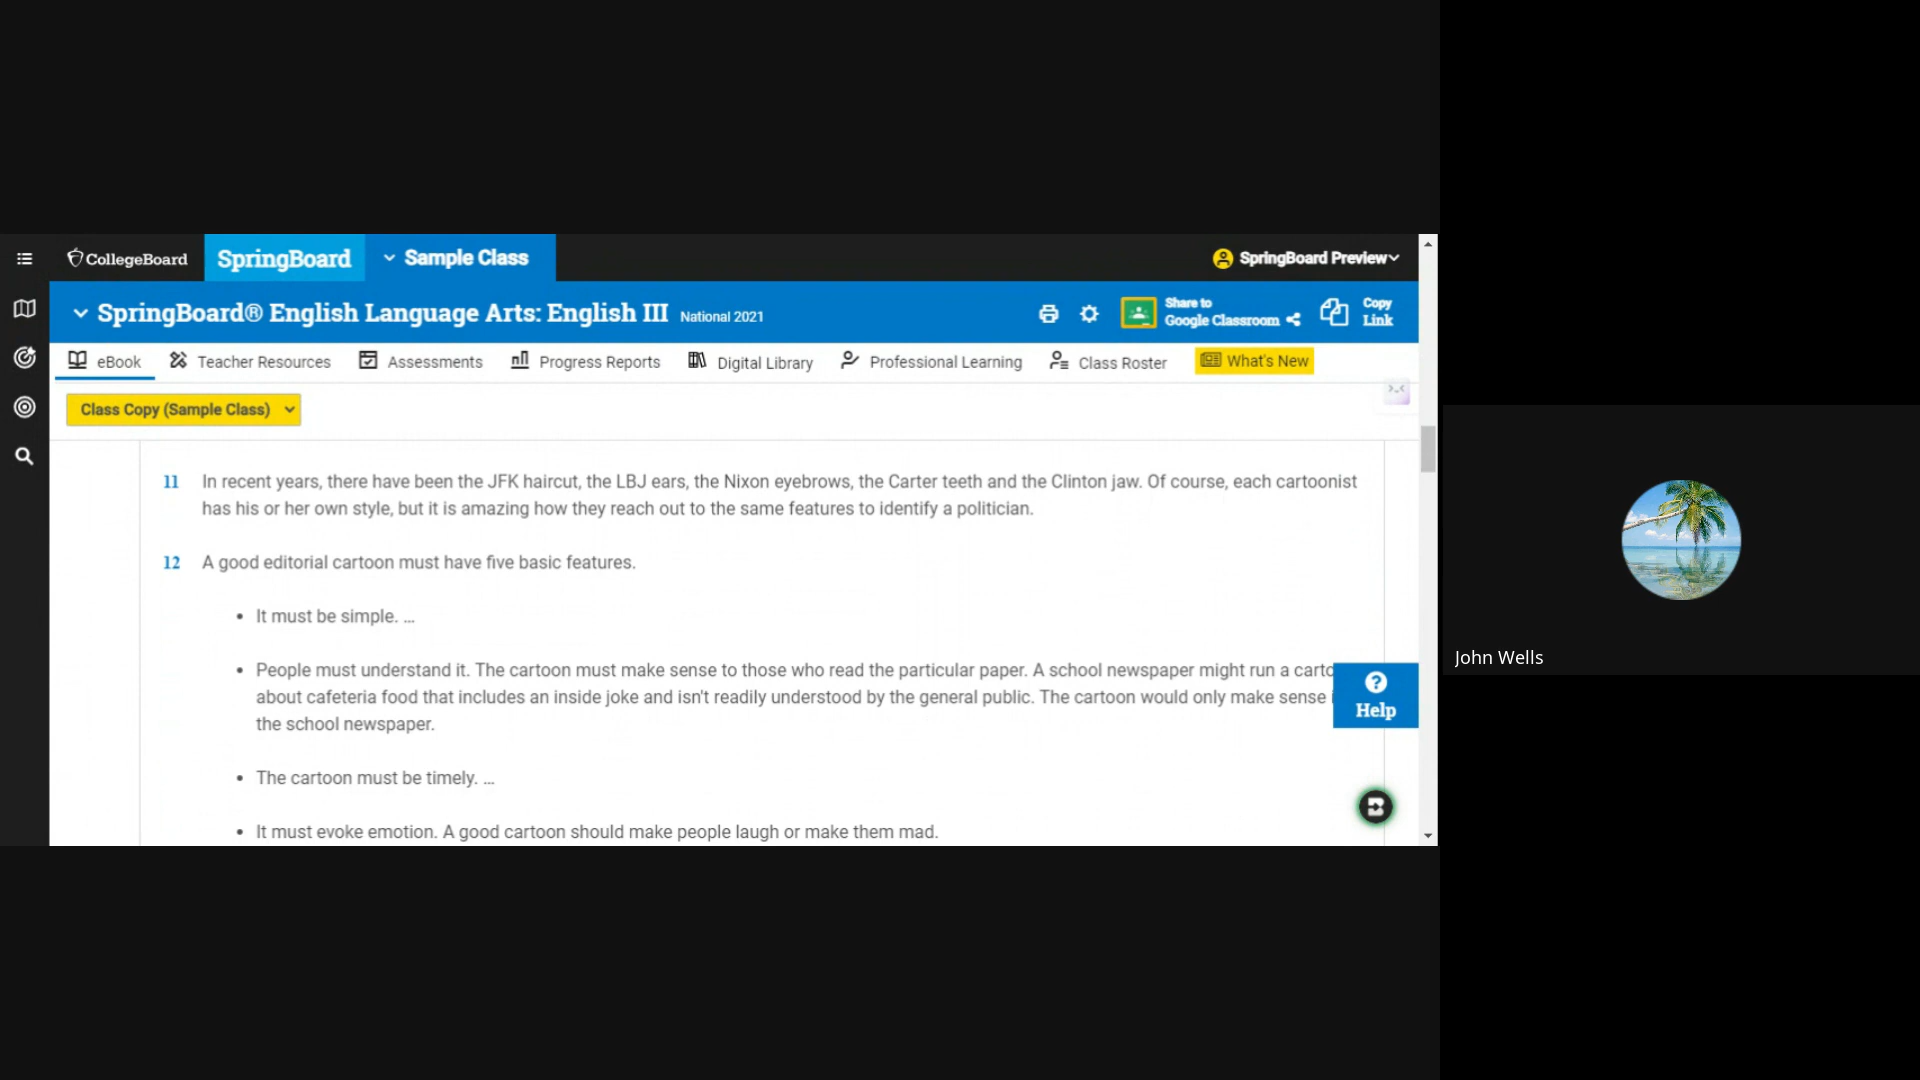 CollegeBoard
SpringBoard
Sample Class
SpringBoard Preview
SpringBoard® English Language Arts: English III National 2021
Share to
Google Classroom
Copy
Link
eBook
Teacher Resources
Assessments
Progress Reports
Digital Library
Professional Learning
Class Roster
What's New
Class Copy (Sample Class)
11 In recent years, there have been the JFK haircut, the LBJ ears, the Nixon eyebrows, the Carter teeth and the Clinton jaw. Of course, each cartoonist
has his or her own style, but it is amazing how they reach out to the same features to identify a politician.
12 A good editorial cartoon must have five basic features.
• It must be simple. ...
• People must understand it. The cartoon must make sense to those who read the particular paper. A school newspaper might run a carto
about cafeteria food that includes an inside joke and isn't readily understood by the general public. The cartoon would only make sense
the school newspaper.
• The cartoon must be timely. ...
• It must evoke emotion. A good cartoon should make people laugh or make them mad.
Help
John Wells